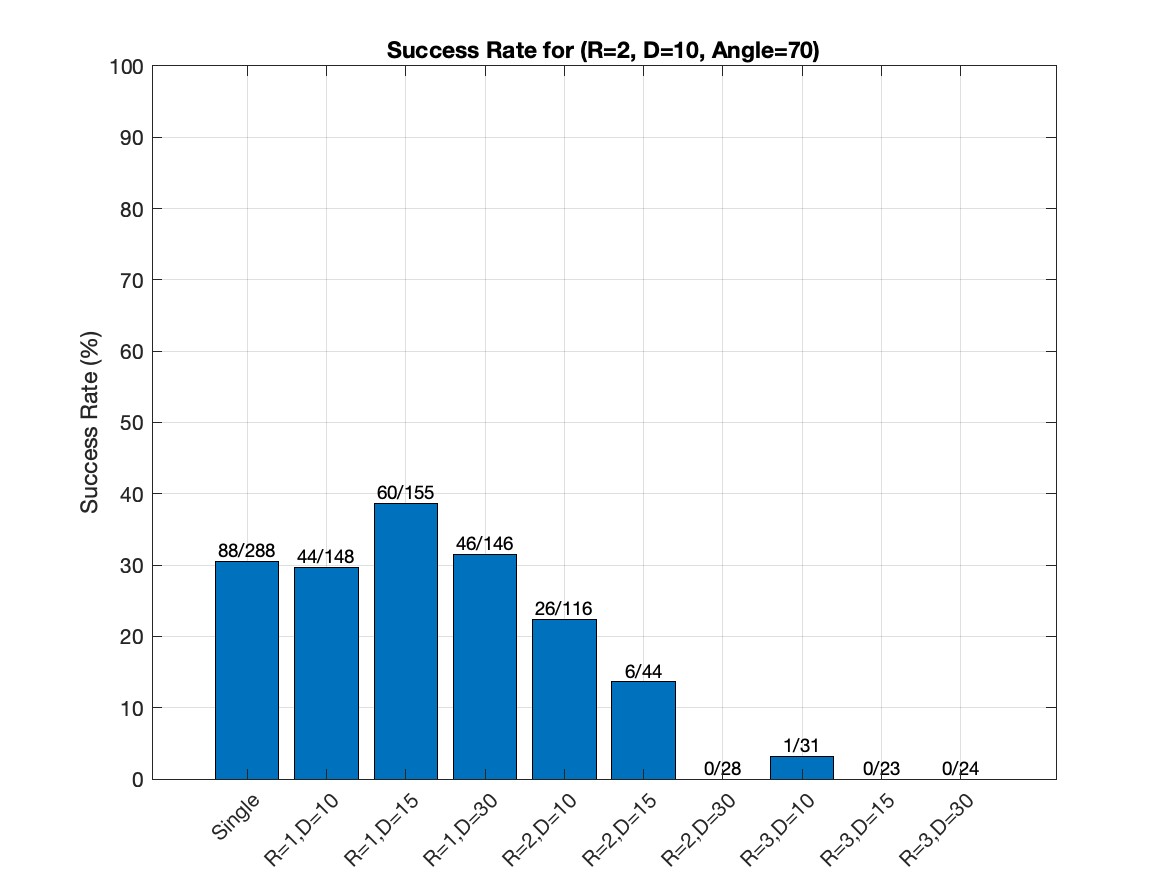 Success Rate for (R=2, D=10, Angle=70)
100
90
80
70
60
50
40
30
20
10
0
Success Rate (%)
88/288
44/148
60/155
46/146
26/116
6/44
0/28
1/31
0/23
0/24
Single
R=1,D=10
R=1,D=15
R=1,D=30
R=2,D=10
R=2,D=15
R=2,D=30
R=3,D=10
R=3,D=15
R=3,D=30